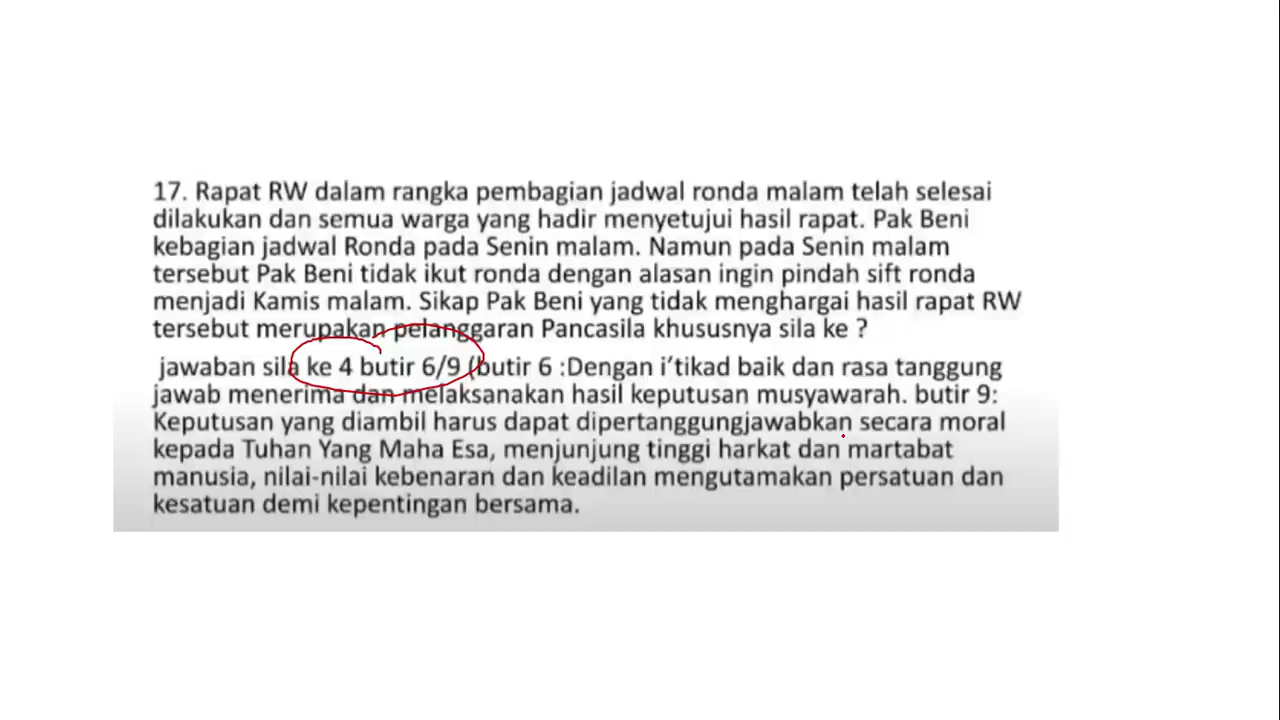 17. Rapat RW dalam rangka pembagian jadwal ronda malam telah selesai
dilakukan dan semua warga yang hadir menyetujui hasil rapat. Pak Beni
kebagian jadwal Ronda pada Senin malam. Namun pada Senin malam
tersebut Pak Beni tidak ikut ronda dengan alasan ingin pindah sift ronda
menjadi Kamis malam. Sikap Pak Beni yang tidak menghargai hasil rapat RW
tersebut merupakan pelanggaran Pancasila khususnya sila ke ?
jawaban sila ke 4 butir 6/9 (butir 6 :Dengan i'tikad baik dan rasa tanggung
jawab menerima dan melaksanakan hasil keputusan musyawarah. butir 9:
Keputusan yang diambil harus dapat dipertanggungjawabkan secara moral
kepada Tuhan Yang Maha Esa, menjunjung tinggi harkat dan martabat
manusia, nilai-nilai kebenaran dan keadilan mengutamakan persatuan dan
kesatuan demi kepentingan bersama.